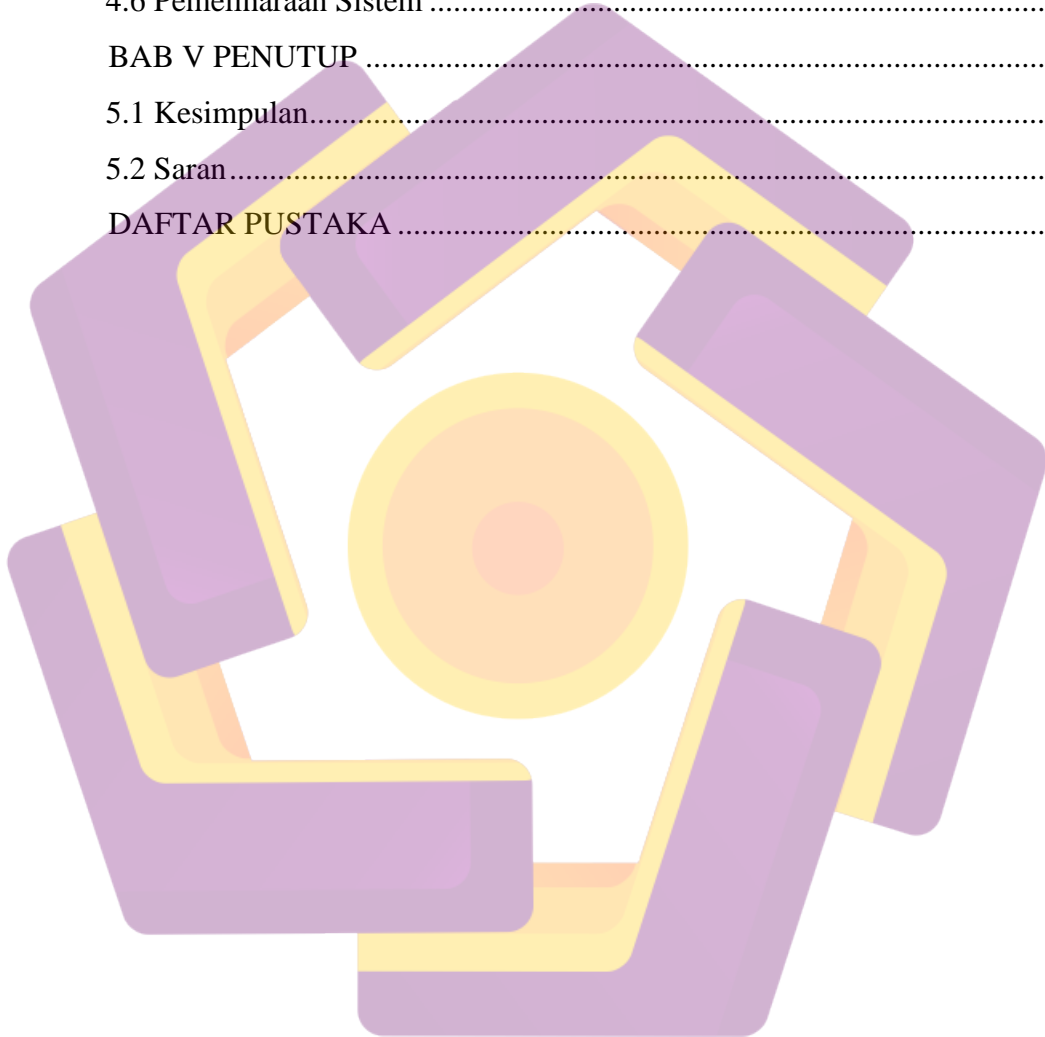 4.6 Pemeliharaan Sistem ..........................................................................
BAB V PENUTUP ..................................................................................
5.1 Kesimpulan.........................................................................................
5.2 Saran...................................................................................................
DAFTAR PUSTAKA ..............................................................................